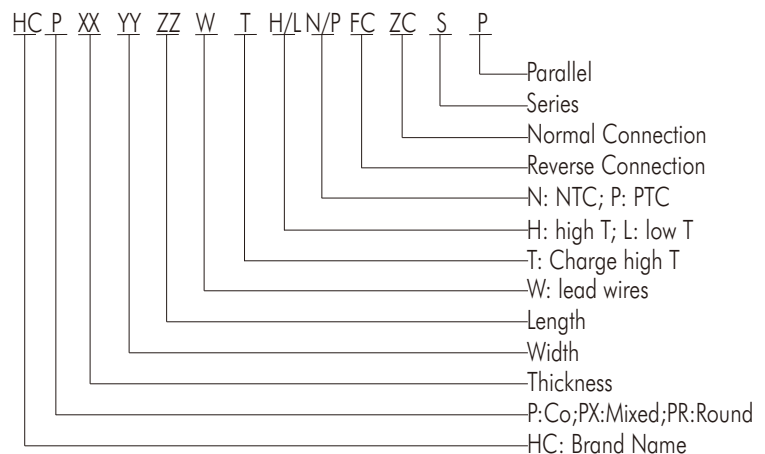 HC P XX YY ZZ W T H/L N/P FC ZC S P
Parallel
Series
Normal Connection
Reverse Connection
N: NTC; P: PTC
H: high T; L: low T
T: Charge high T
W: lead wires
Length
Width
Thickness
P:Co;PX:Mixed;PR:Round
HC: Brand Name